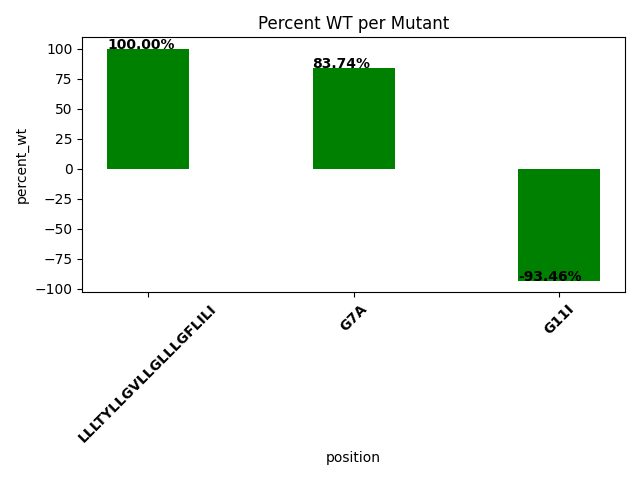 Percent WT per Mutant
percent_wt
100
75
50
25
0
−25
−50
−75
−100
100.00%
83.74%
-93.46%
LLLTYLLGVLLGLLLGFLILI
G7A
G11I
position